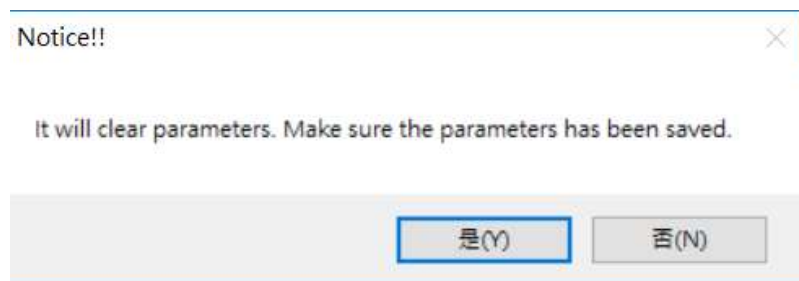 Notice!!
It will clear parameters. Make sure the parameters has been saved.
是(Y)
否(N)